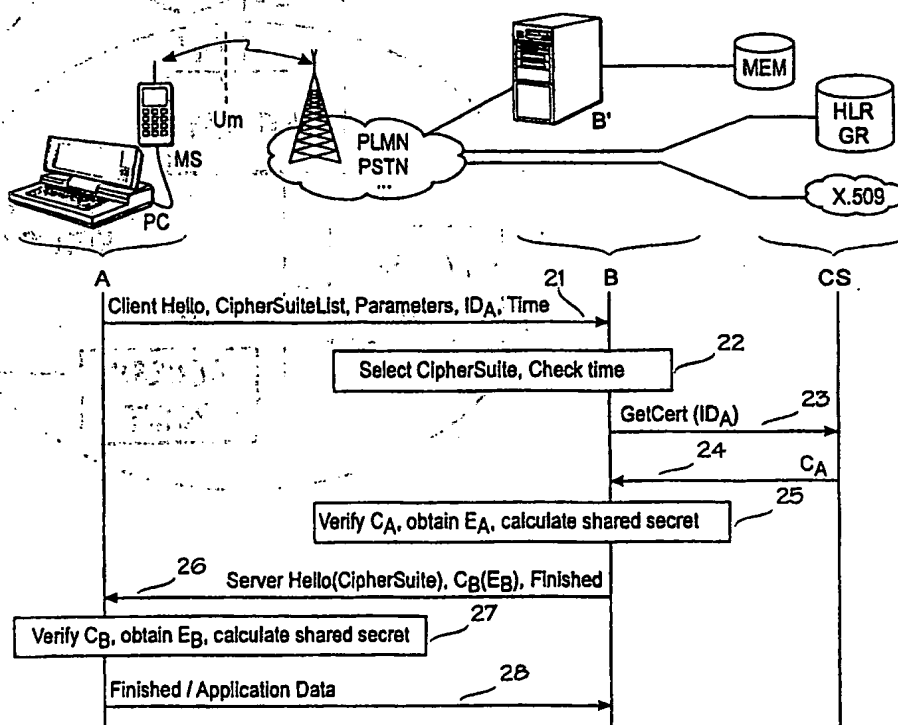 MEM
B'
HLR
GR
Um
PLMN
PSTN
...
MS
X.509
PC
A
B
CS
21
Client Hello, CipherSuiteList, Parameters, IDA, Time
22
Select CipherSuite, Check time
23
GetCert (IDA)
24
CA
25
Verify CA, obtain EA, calculate shared secret
26
Server Hello(CipherSuite), CB(EB), Finished
27
Verify CB, obtain EB, calculate shared secret
28
Finished / Application Data